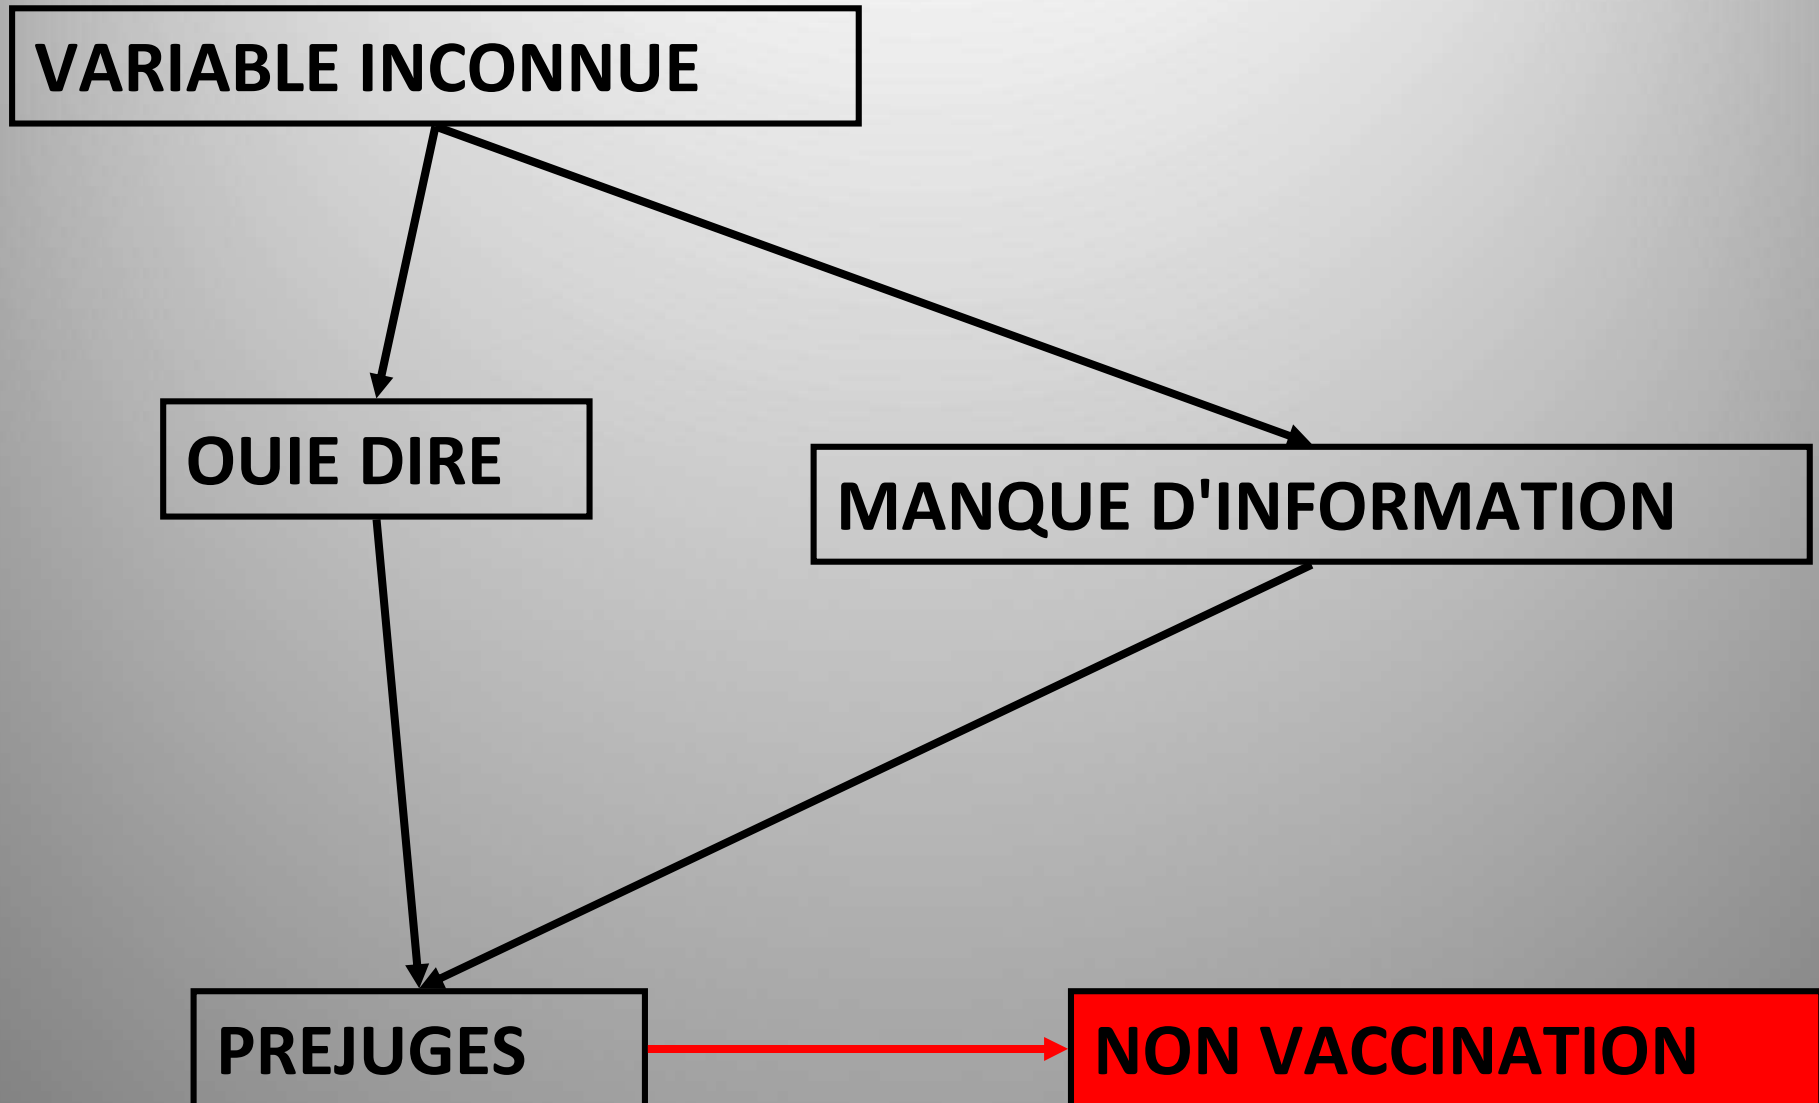 VARIABLE INCONNUE
OUIE DIRE
MANQUE D'INFORMATION
PREJUGES
NON VACCINATION